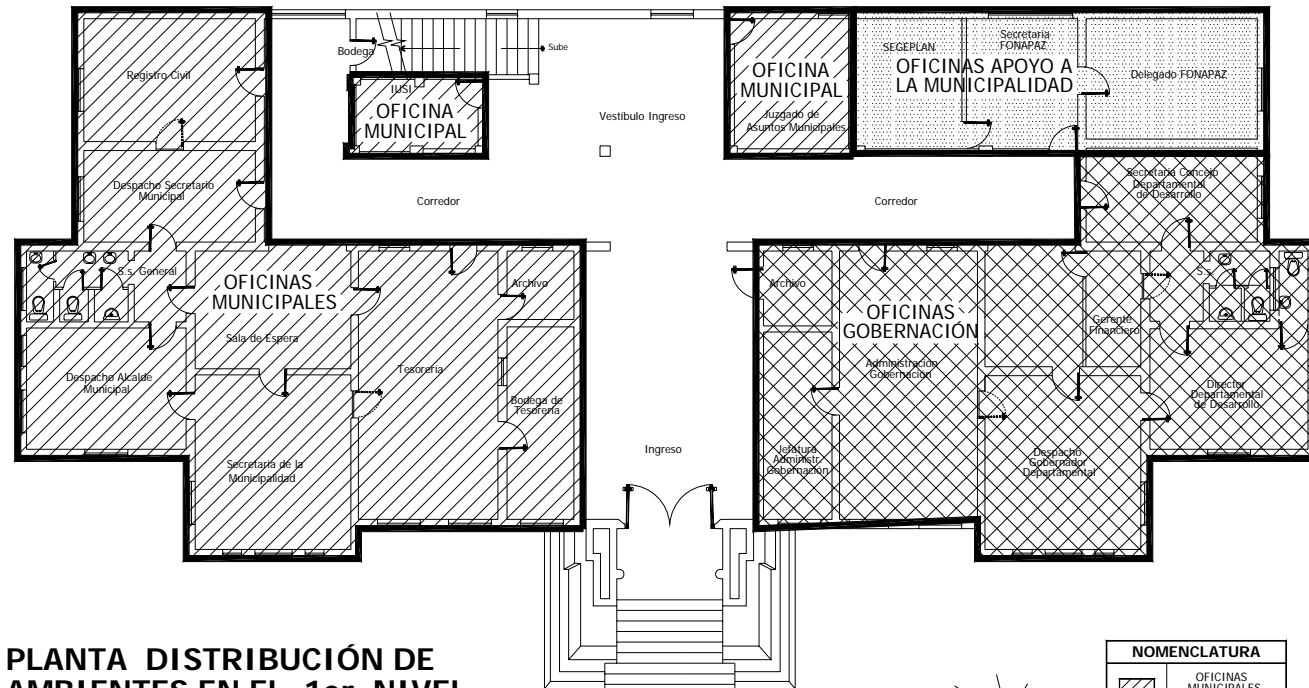 Bodega
Sube
Registro Civil
IUSI
OFICINA
MUNICIPAL
Vestíbulo Ingreso
OFICINA
MUNICIPAL
Juzgado de
Asuntos Municipales
SEGEPLAN
Secretaria
FONAPAZ
OFICINAS APOYO A
LA MUNICIPALIDAD
Delegado FONAPAZ
Despacho Secretario
Municipal
Corredor
Corredor
Secretaria Concejo
Departamental
de Desarrollo
S.s. General
OFICINAS
MUNICIPALES
Sala de Espera
Archivo
Tesorería
Despacho Alcalde
Municipal
Bodega de
Tesorería
Secretaria de la
Municipalidad
Ingreso
Archivo
OFICINAS
GOBERNACIÓN
Administración
Gobernación
Jefatura
Administr.
Gobernación
Gerente
Financiero
S.s.
Director
Departamental
de Desarrollo
Despacho
Gobernador
Departamental
PLANTA DISTRIBUCIÓN DE
AMBIENTES EN EL 1er. NIVEL
NOMENCLATURA
OFICINAS
MUNICIPALES